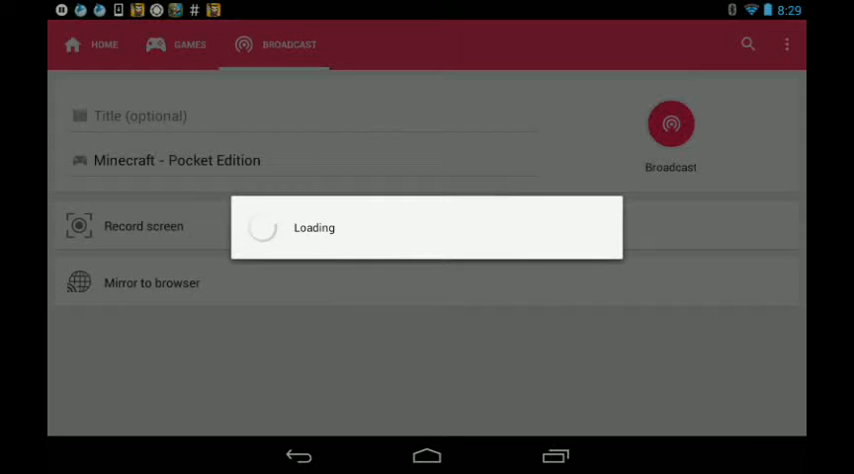 8:29
HOME GAMES BROADCAST
Title (optional)
Minecraft - Pocket Edition
Broadcast
Record screen
Loading
Mirror to browser